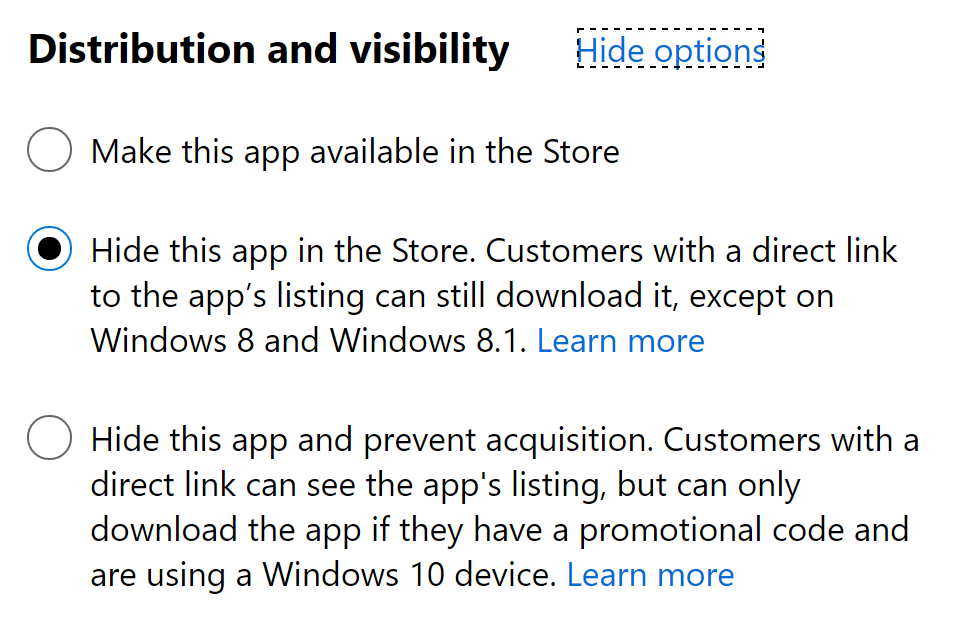 Distribution and visibility Hide options
Make this app available in the Store
Hide this app in the Store. Customers with a direct link
to the app’s listing can still download it, except on
Windows 8 and Windows 8.1. Learn more
Hide this app and prevent acquisition. Customers with a
direct link can see the app's listing, but can only
download the app if they have a promotional code and
are using a Windows 10 device. Learn more